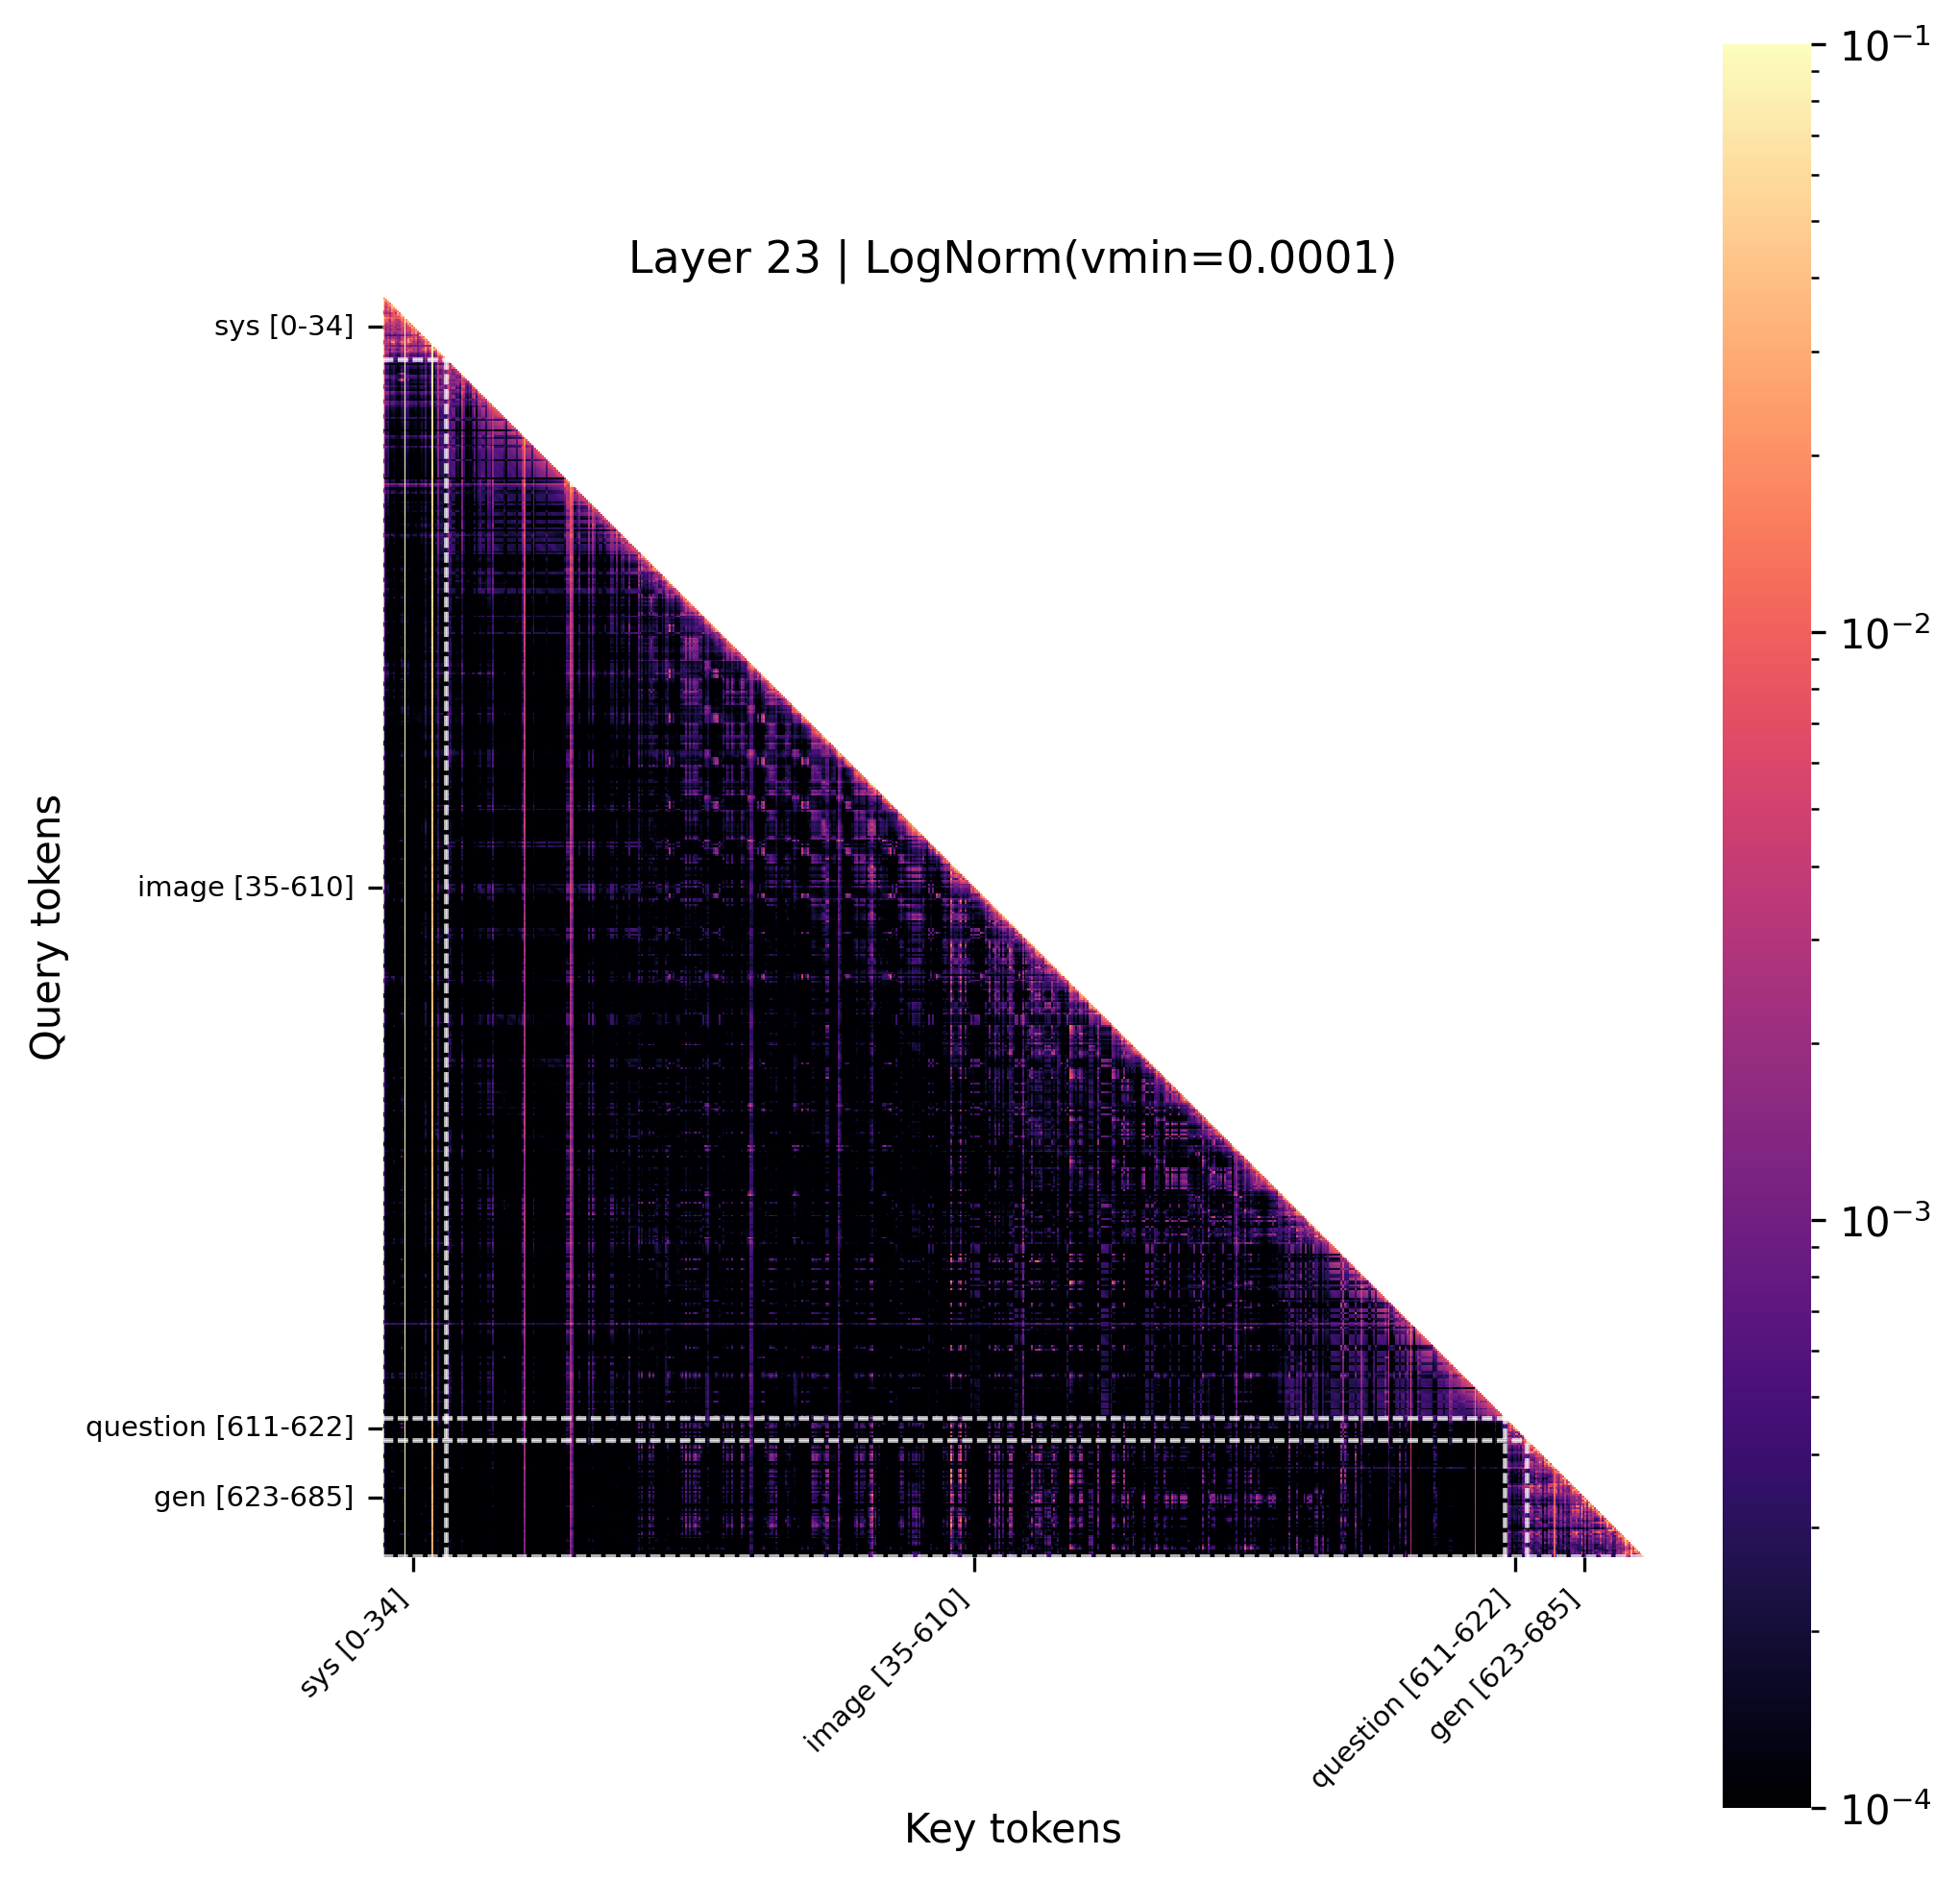 Layer 23 | LogNorm(vmin=0.0001)
sys [0-34]
image [35-610]
question [611-622]
gen [623-685]
Query tokens
sys [0-34]
image [35-610]
question [611-622]
gen [623-685]
Key tokens
10⁻¹
10⁻²
10⁻³
10⁻⁴